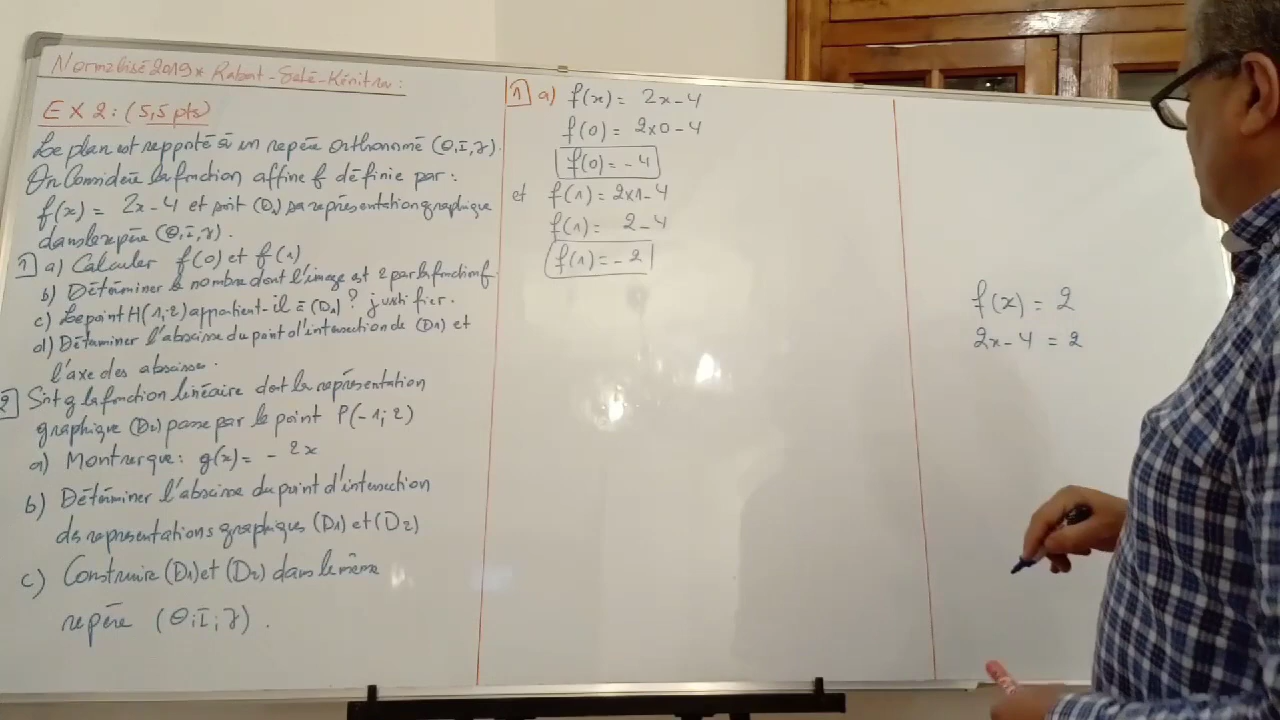 Normalisé 2019 * Rabat-Salé-Kénitra :
EX 2 : (5,5 pts)
Le plan est rapporté à un repère orthonormé (O,I,J).
On Considère la fonction affine f définie par :
f(x) = 2x-4 et soit (D1) sa représentation graphique
dans le repère (O,I,J).
1 a) Calculer f(0) et f(1)
b) Déterminer le nombre dont l'image est 2 par la fonction f
c) Le point H(1;2) appartient-il à (D1) ? justifier.
d) Déterminer l'abscisse du point d'intersection de (D1) et
l'axe des abscisses.
2 Soit g la fonction linéaire dont la représentation
graphique (D2) passe par le point P(-1;2)
a) Montrer que : g(x) = -2x
b) Déterminer l'abscisse du point d'intersection
des représentations graphiques (D1) et (D2)
c) Construire (D1) et (D2) dans le même
repère (O;I;J).
1 a) f(x) = 2x-4
f(0) = 2x0-4
f(0) = -4
et f(1) = 2x1-4
f(1) = 2-4
f(1) = -2
f(x) = 2
2x-4 = 2